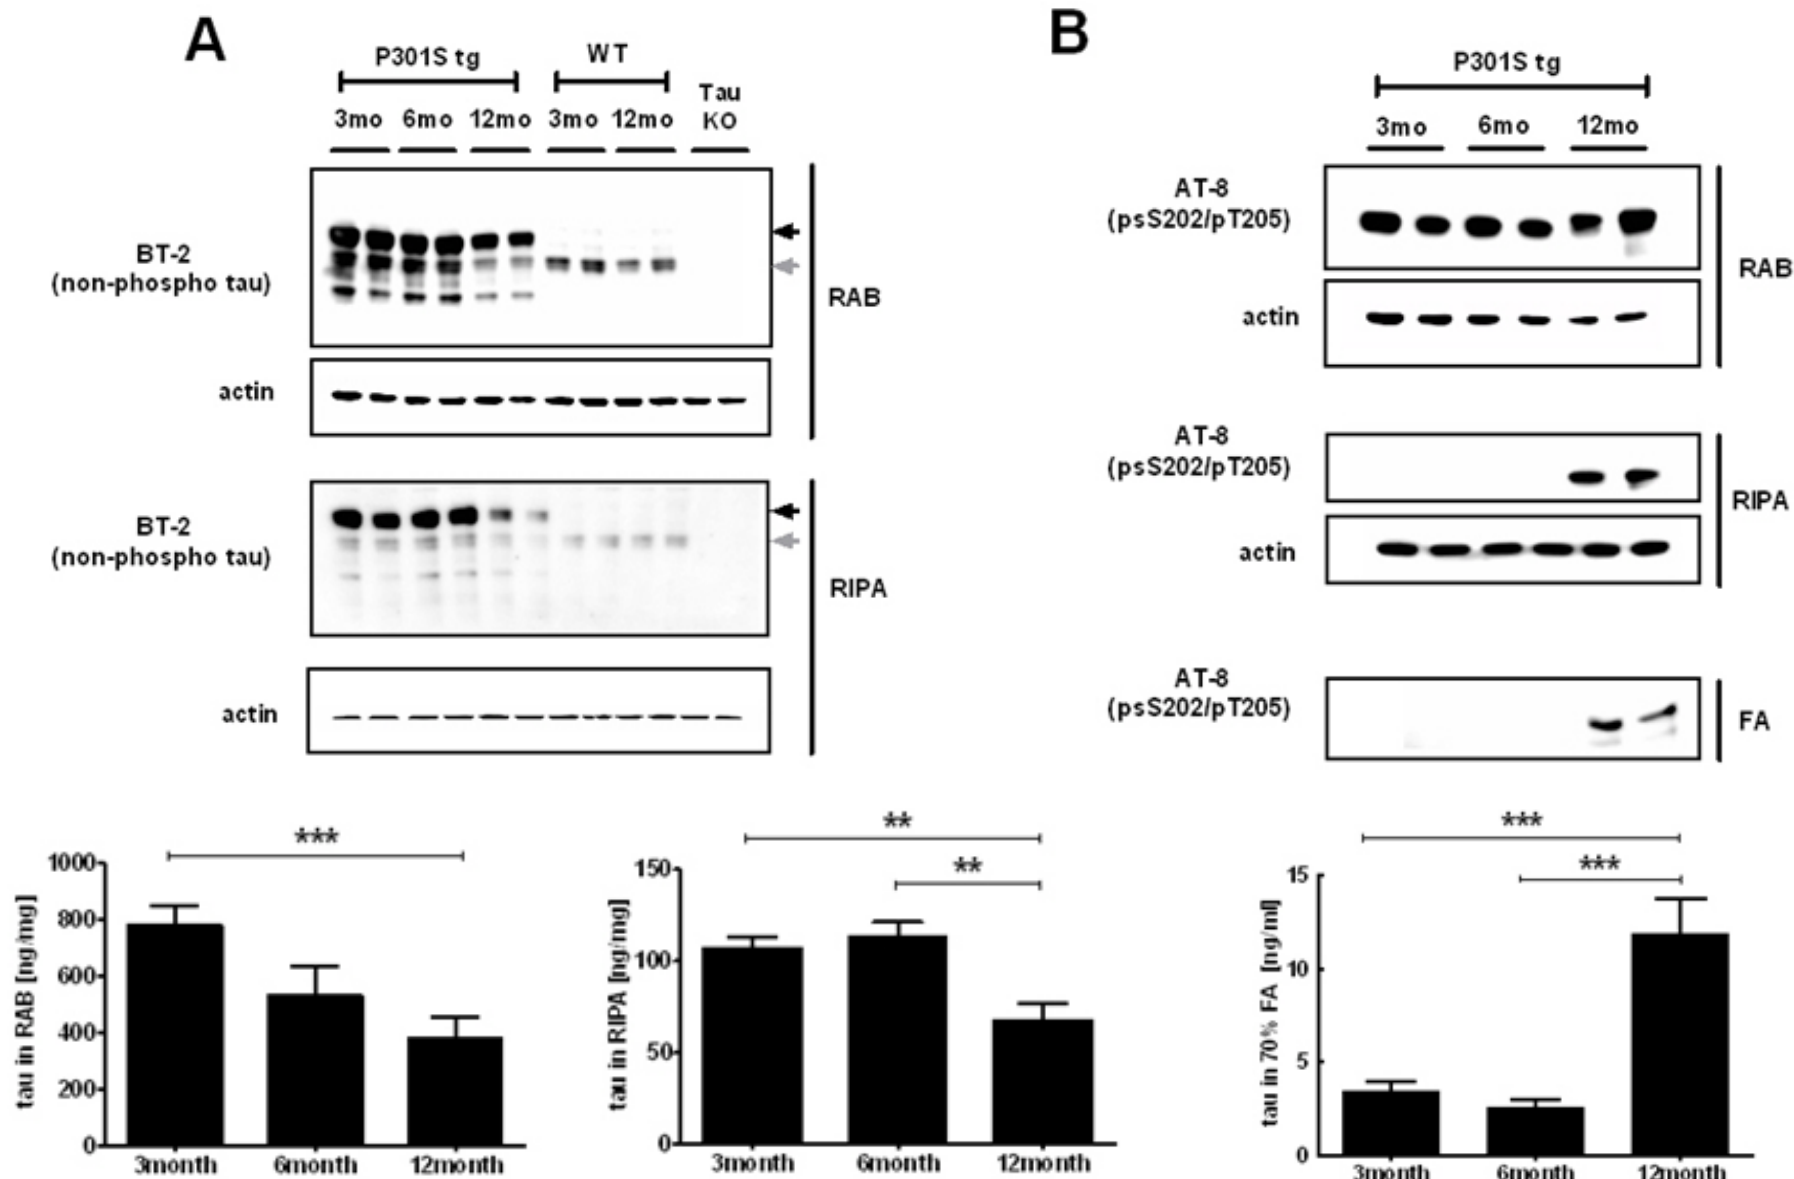 A
P301S tg
WT
Tau
KO
3mo 6mo 12mo 3mo 12mo
BT-2
(non-phospho tau)
RAB
actin
BT-2
(non-phospho tau)
RIPA
actin
B
P301S tg
3mo 6mo 12mo
AT-8
(psS202/pT205)
RAB
actin
AT-8
(psS202/pT205)
RIPA
actin
AT-8
(psS202/pT205)
FA
***
1000
800
600
400
200
0
tau in RAB [ng/mg]
3month 6month 12month
**
**
150
100
50
0
tau in RIPA [ng/mg]
3month 6month 12month
***
***
15
10
5
0
tau in 70% FA [ng/ml]
3month 6month 12month